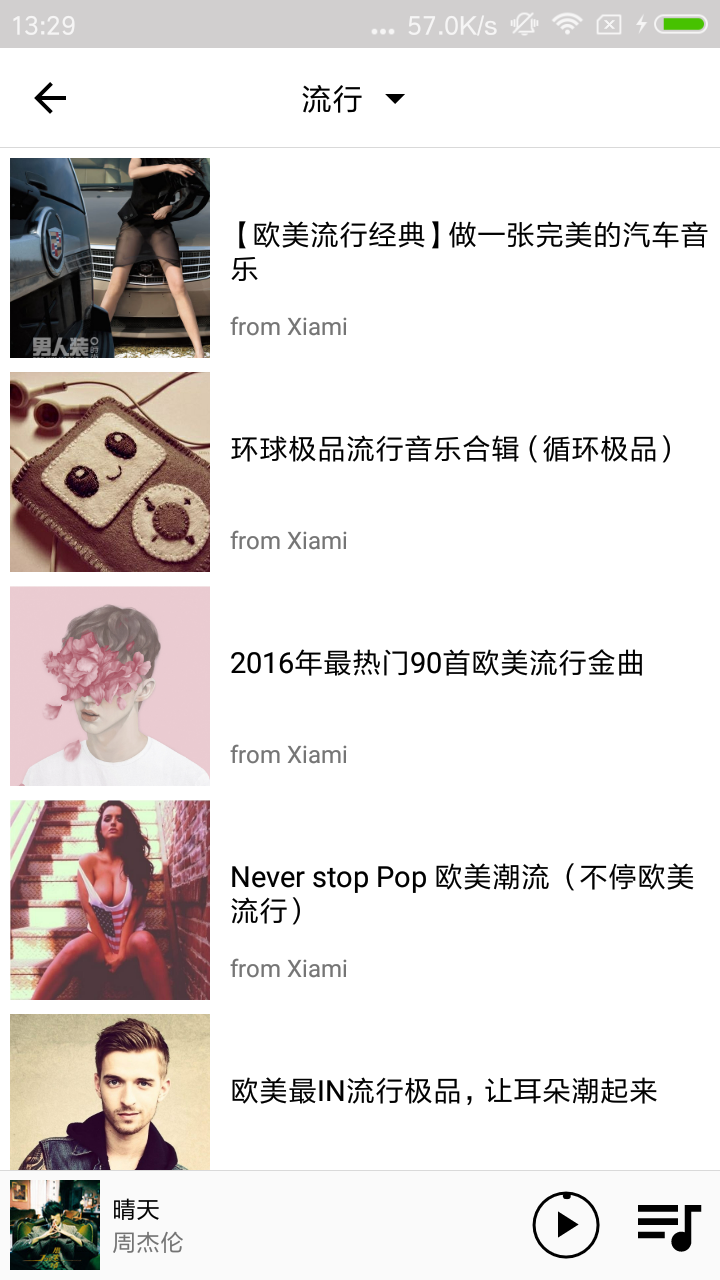 13:29
... 57.0K/s
流行
【欧美流行经典】做一张完美的汽车音
乐
from Xiami
男人装
环球极品流行音乐合辑（循环极品）
from Xiami
2016年最热门90首欧美流行金曲
from Xiami
Never stop Pop 欧美潮流（不停欧美
流行）
from Xiami
欧美最IN流行极品，让耳朵潮起来
晴天
周杰伦